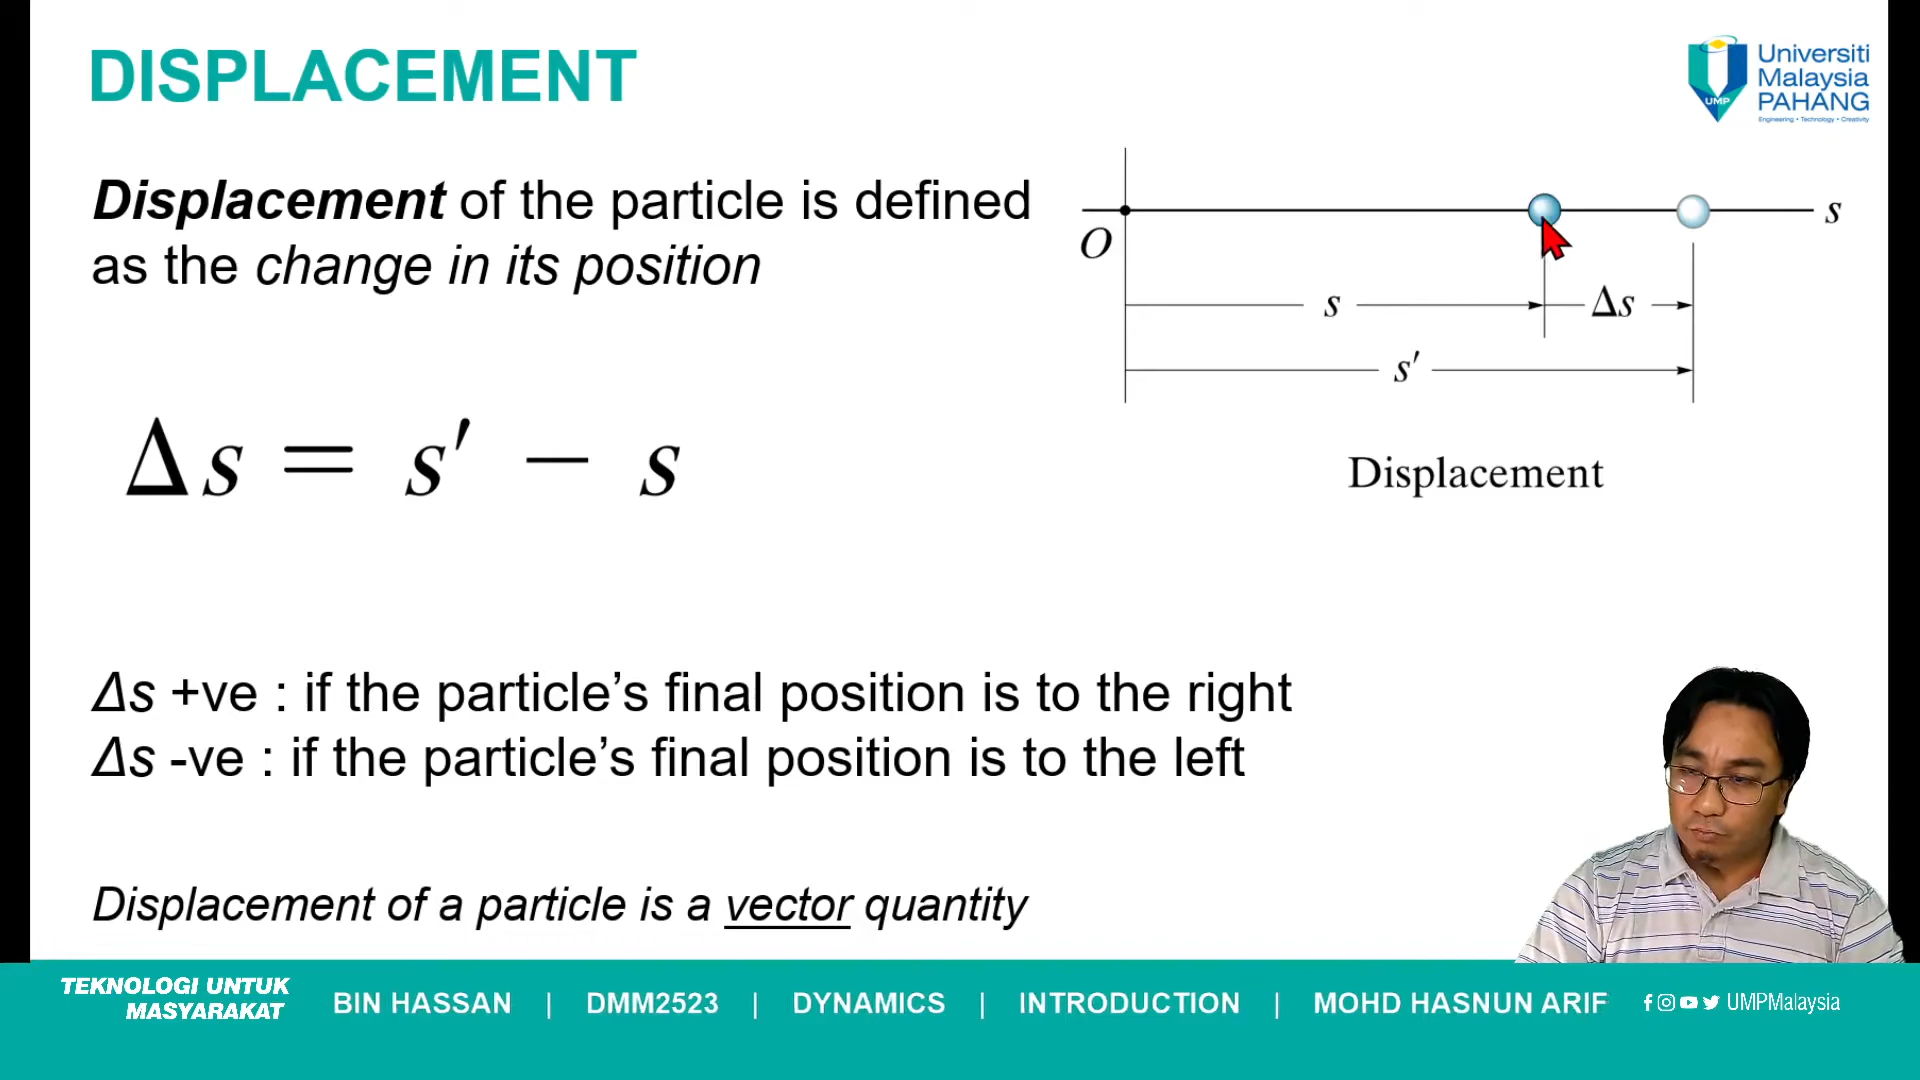 DISPLACEMENT
Universiti
Malaysia
PAHANG
Engineering • Technology • Creativity
UMP
Displacement of the particle is defined
as the change in its position
O
s
s
Δs
s′
Displacement
Δs = s′ − s
Δs +ve : if the particle’s final position is to the right
Δs -ve : if the particle’s final position is to the left
Displacement of a particle is a vector quantity
TEKNOLOGI UNTUK
MASYARAKAT
BIN HASSAN | DMM2523 | DYNAMICS | INTRODUCTION | MOHD HASNUN ARIF
UMPMalaysia